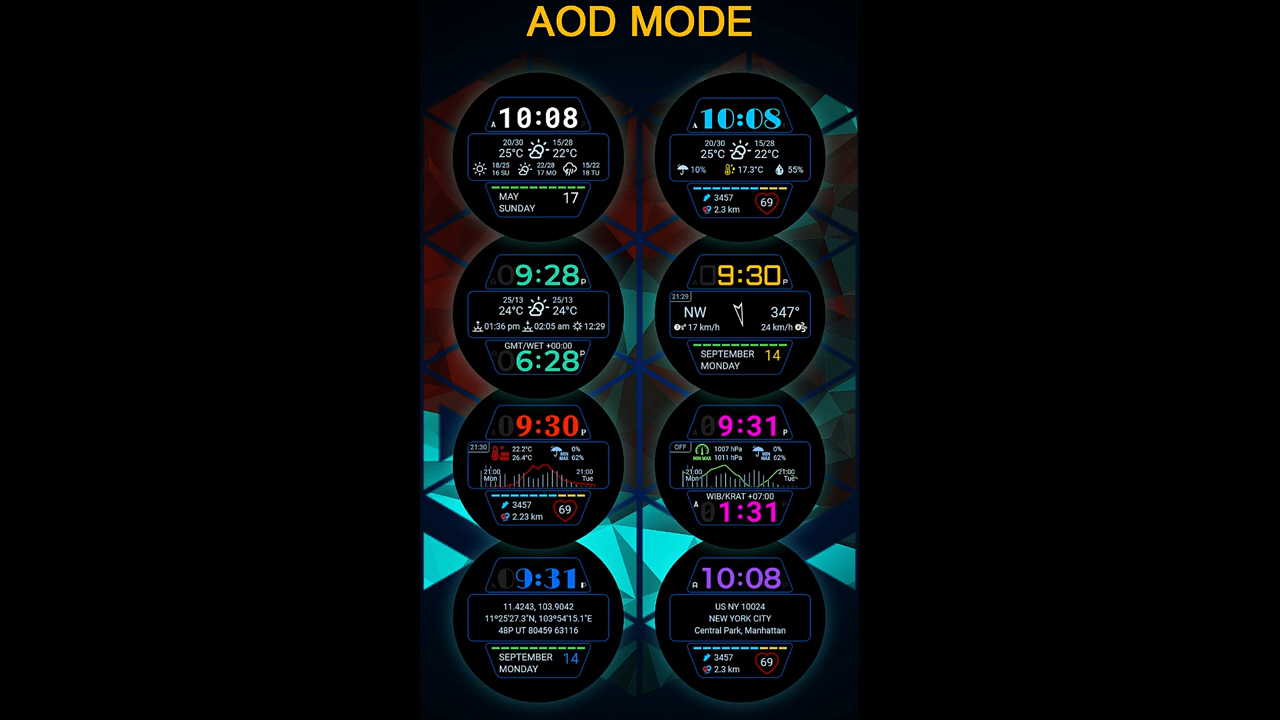 AOD MODE
A 10:08
20/30 15/28
25°C 22°C
18/25 22/28 15/22
16 SU 17 MO 18 TU
MAY 17
SUNDAY
A 10:08
20/30 15/28
25°C 22°C
10% 17.3°C 55%
3457
2.3 km
69
9:28 P
25/13 25/13
24°C 24°C
01:36 pm 02:05 am 12:29
GMT/WET +00:00
6:28 P
9:30 P
21:29
NW 347°
17 km/h 24 km/h
SEPTEMBER 14
MONDAY
9:30 P
21:30 22.2°C 0%
26.4°C MIN MAX 62%
21:00 21:00
Mon Tue
3457
2.23 km
69
9:31 P
OFF 1007 hPa 0%
MIN MAX 1011 hPa MIN MAX 62%
21:00 21:00
Mon Tue
WIB/KRAT +07:00
A 1:31
9:31 P
11.4243, 103.9042
11º25'27.3"N, 103º54'15.1"E
48P UT 80459 63116
SEPTEMBER 14
MONDAY
A 10:08
US NY 10024
NEW YORK CITY
Central Park, Manhattan
3457
2.3 km
69